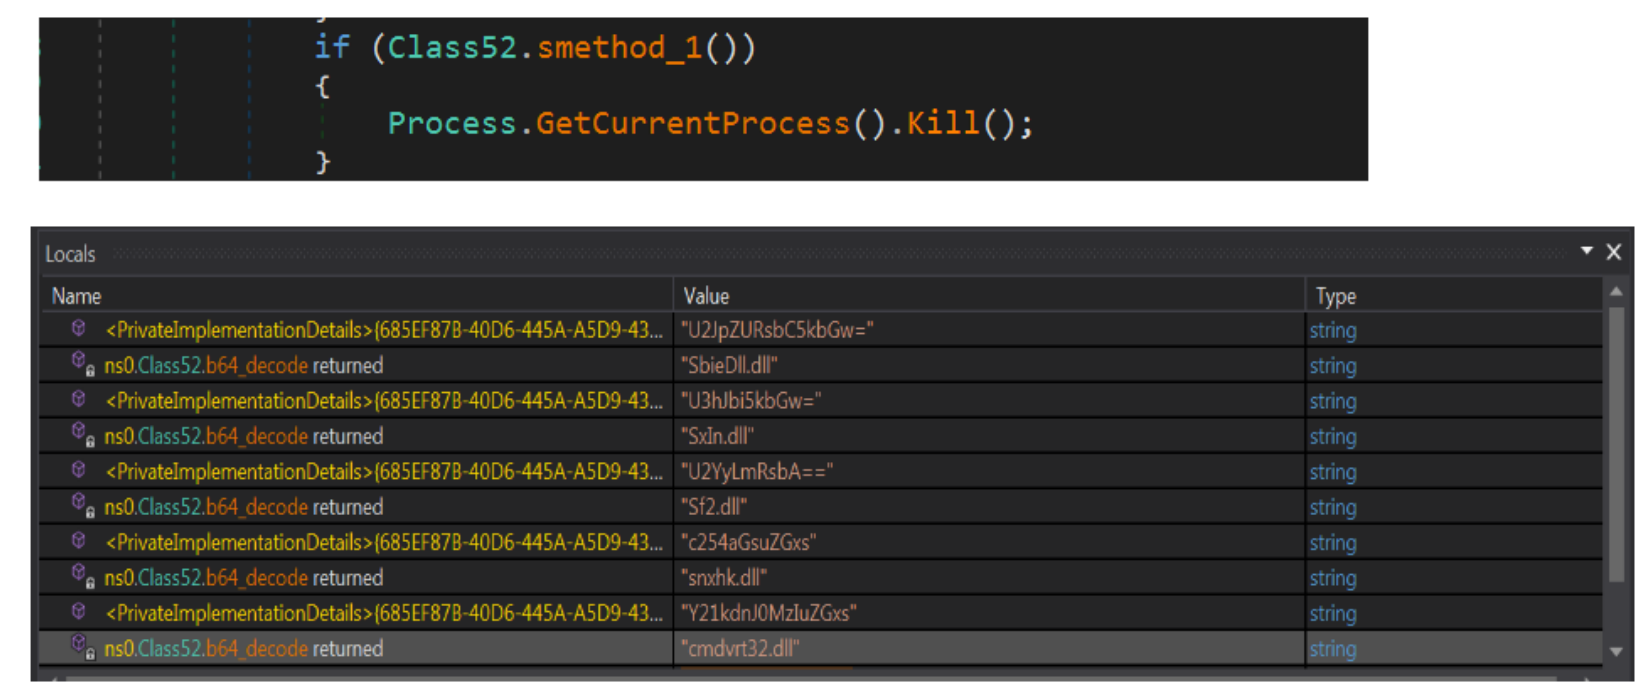 if (Class52.smethod_1())
{
Process.GetCurrentProcess().Kill();
}
Locals
Name Value Type
<PrivateImplementationDetails>{685EF87B-40D6-445A-A5D9-43... "U2JpZURsbC5kbGw=" string
ns0.Class52.b64_decode returned "SbieDll.dll" string
<PrivateImplementationDetails>{685EF87B-40D6-445A-A5D9-43... "U3hJbi5kbGw=" string
ns0.Class52.b64_decode returned "SxIn.dll" string
<PrivateImplementationDetails>{685EF87B-40D6-445A-A5D9-43... "U2YyLmRsbA==" string
ns0.Class52.b64_decode returned "Sf2.dll" string
<PrivateImplementationDetails>{685EF87B-40D6-445A-A5D9-43... "c254aGsuZGxs" string
ns0.Class52.b64_decode returned "snxhk.dll" string
<PrivateImplementationDetails>{685EF87B-40D6-445A-A5D9-43... "Y21kdnJ0MzIuZGxs" string
ns0.Class52.b64_decode returned "cmdvrt32.dll" string